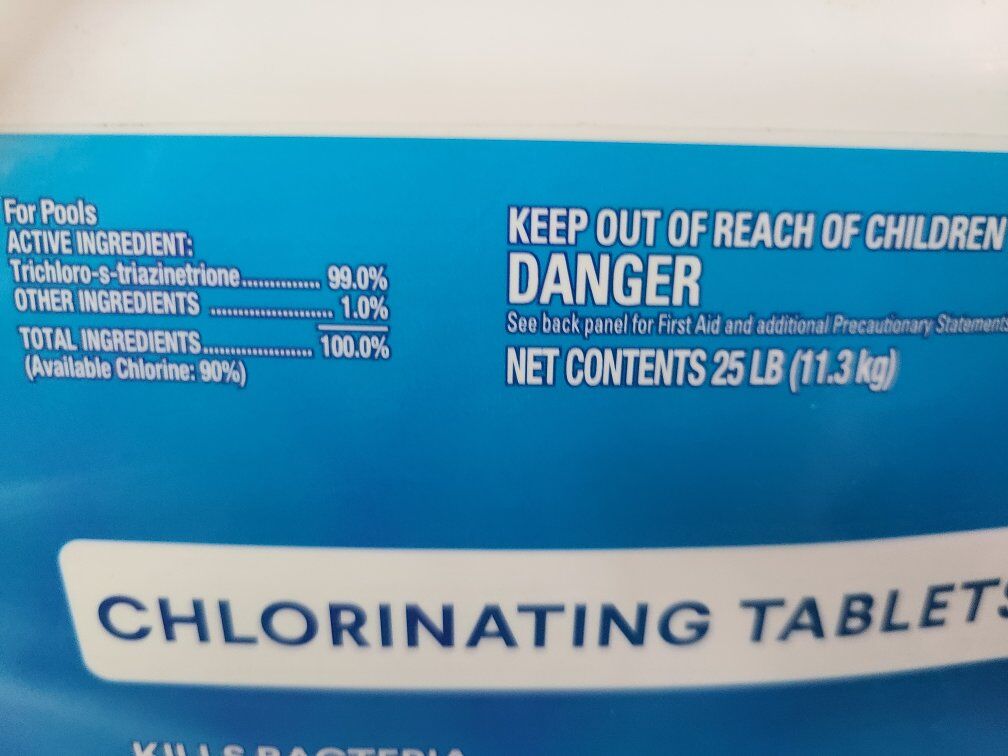 For Pools
ACTIVE INGREDIENT:
Trichloro-s-triazinetrione.............. 99.0%
OTHER INGREDIENTS ...................... 1.0%
TOTAL INGREDIENTS.................... 100.0%
(Available Chlorine: 90%)
KEEP OUT OF REACH OF CHILDREN
DANGER
See back panel for First Aid and additional Precautionary Statements
NET CONTENTS 25 LB (11.3 kg)
CHLORINATING TABLETS
KILLS BACTERIA